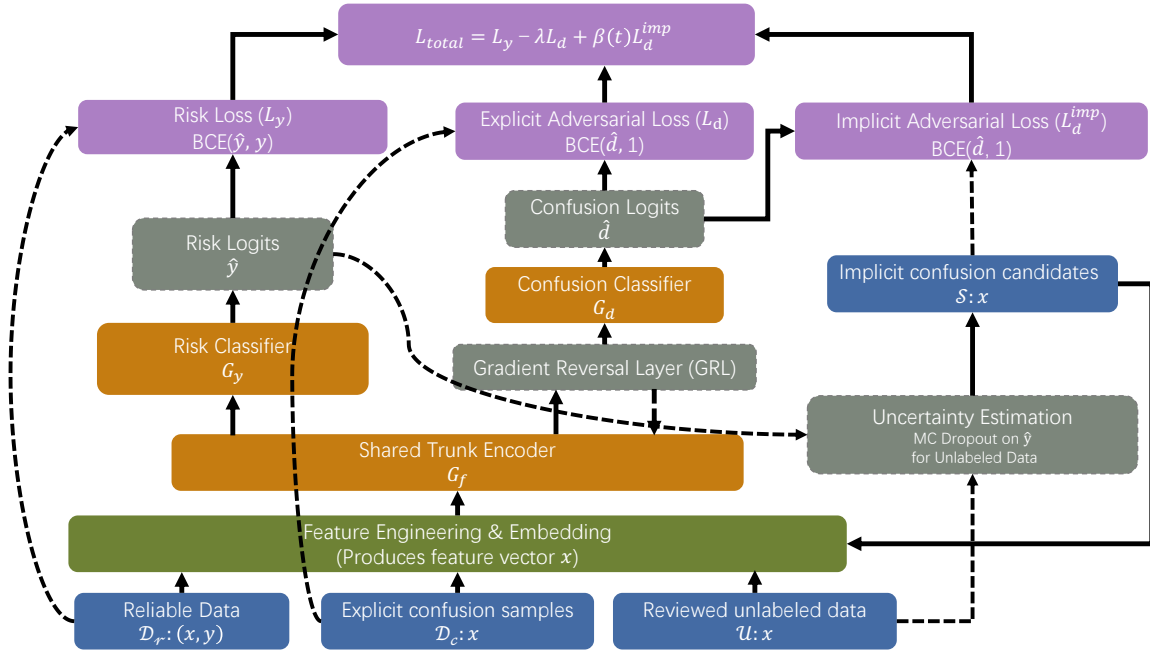 L_{total} = L_y − λL_d + β(t)L_d^{imp}
Risk Loss (L_y)
BCE(ŷ, y)
Explicit Adversarial Loss (L_d)
BCE(d̂, 1)
Implicit Adversarial Loss (L_d^{imp})
BCE(d̂, 1)
Risk Logits
ŷ
Confusion Logits
d̂
Implicit confusion candidates
𝒮: x
Confusion Classifier
G_d
Risk Classifier
G_y
Gradient Reversal Layer (GRL)
Uncertainty Estimation
MC Dropout on ŷ
for Unlabeled Data
Shared Trunk Encoder
G_f
Feature Engineering & Embedding
(Produces feature vector x)
Reliable Data
𝒟_r: (x, y)
Explicit confusion samples
𝒟_c: x
Reviewed unlabeled data
𝒰: x